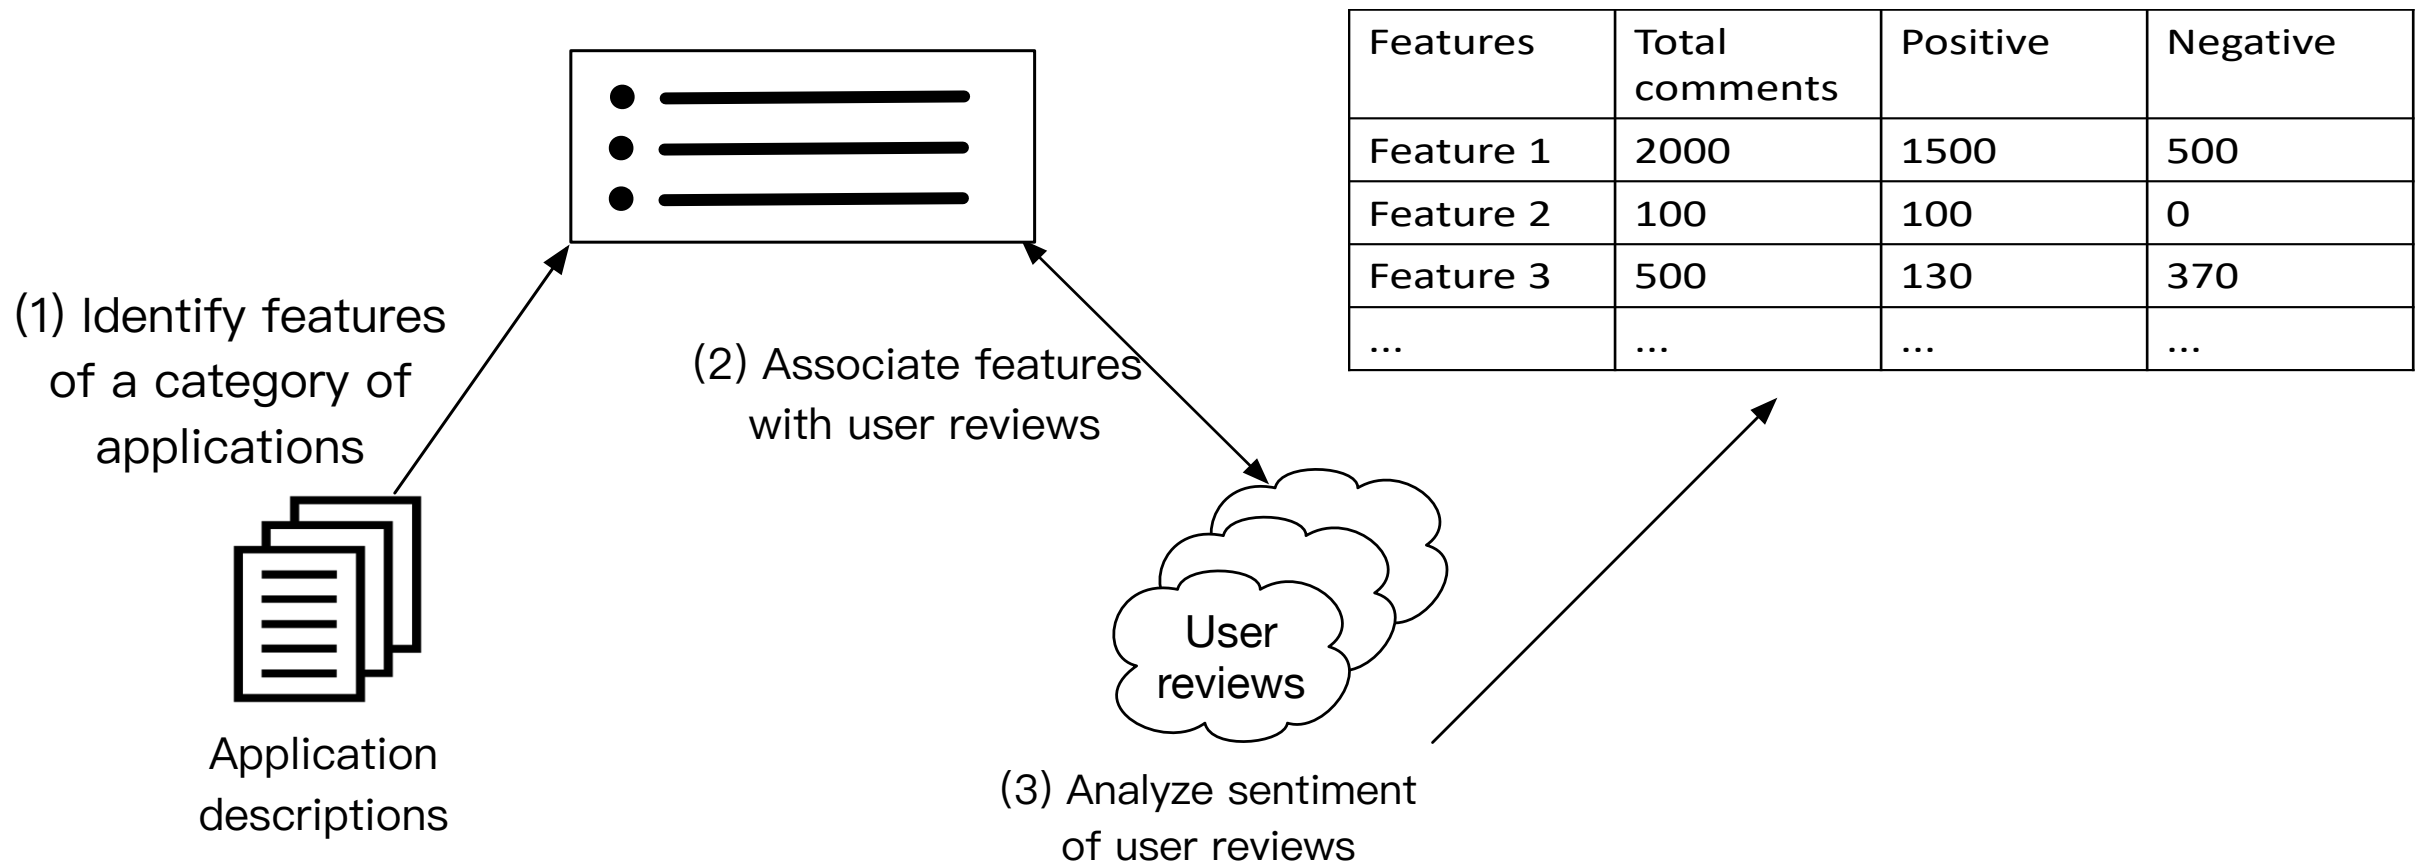 (1) Identify features
of a category of
applications
Application
descriptions
(2) Associate features
with user reviews
User
reviews
(3) Analyze sentiment
of user reviews
Features Total comments Positive Negative
Feature 1 2000 1500 500
Feature 2 100 100 0
Feature 3 500 130 370
... ... ... ...